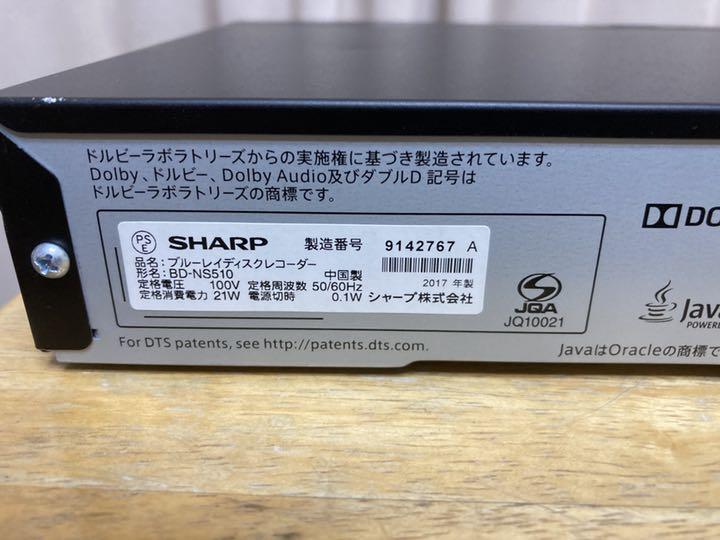 ドルビーラボラトリーズからの実施権に基づき製造されています。
Dolby、ドルビー、Dolby Audio及びダブルD 記号は
ドルビーラボラトリーズの商標です。
DO
PS
E
SHARP 製造番号 9142767 A
品名：ブルーレイディスクレコーダー
形名：BD-NS510 中国製 2017 年製
定格電圧 100V 定格周波数 50/60Hz
定格消費電力 21W 電源切時 0.1W シャープ株式会社
JQA
JQ10021
Java
POWERE
For DTS patents, see http://patents.dts.com.
JavaはOracleの商標で